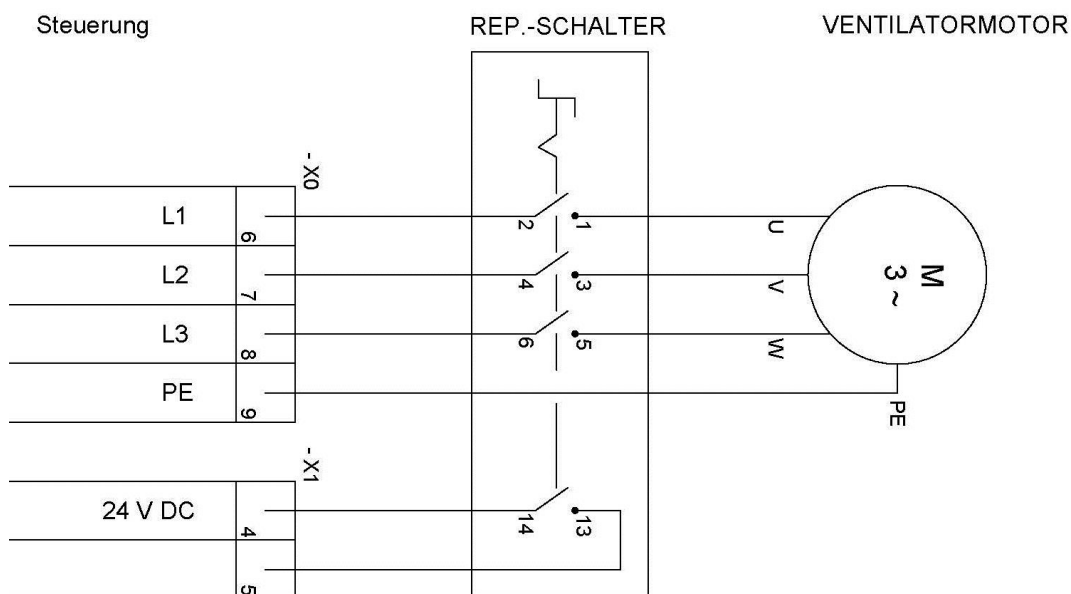 Steuerung
REP.-SCHALTER
VENTILATORMOTOR
- X0
L1
6
2
1
U
L2
7
4
3
V
M
3 ~
L3
8
6
5
W
PE
9
PE
- X1
24 V DC
4
14
13
5